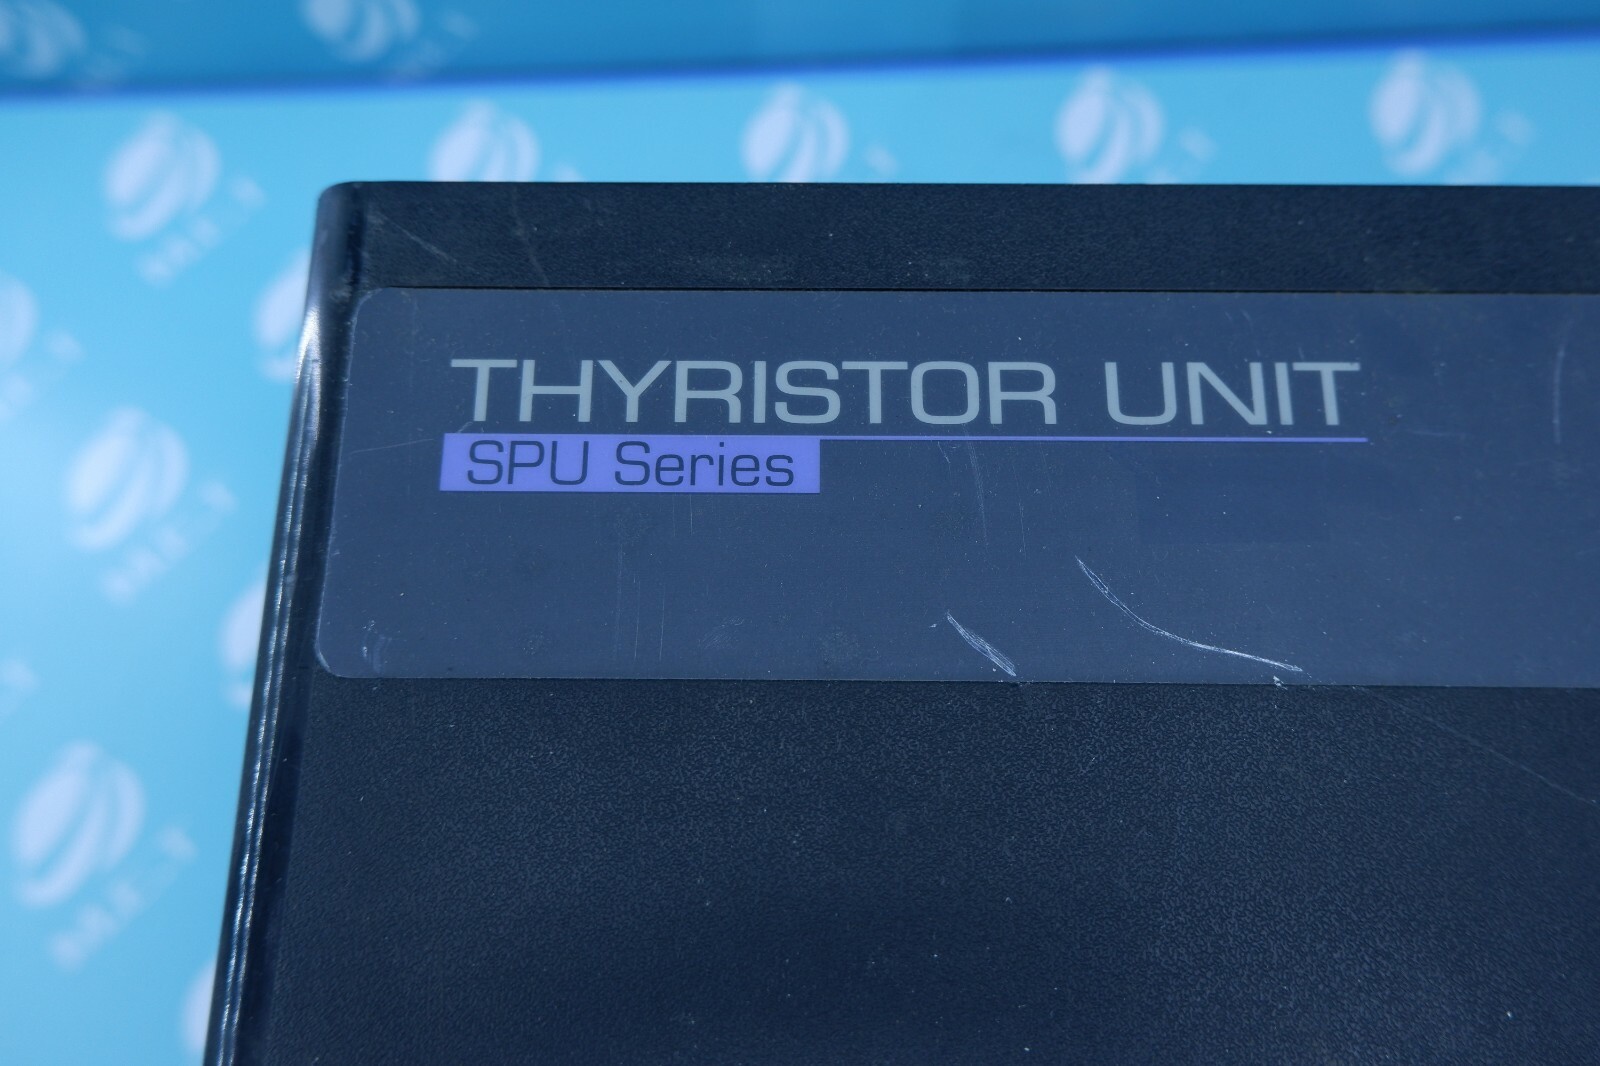 THYRISTOR UNIT
SPU Series